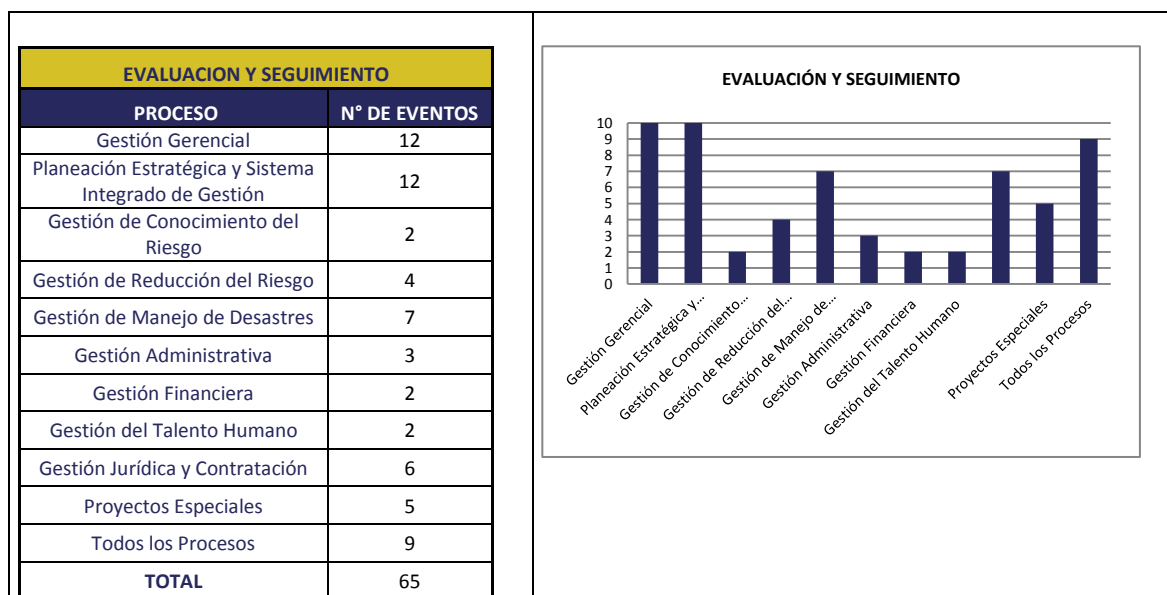 EVALUACION Y SEGUIMIENTO
PROCESO N° DE EVENTOS
Gestión Gerencial 12
Planeación Estratégica y Sistema
Integrado de Gestión 12
Gestión de Conocimiento del
Riesgo 2
Gestión de Reducción del Riesgo 4
Gestión de Manejo de Desastres 7
Gestión Administrativa 3
Gestión Financiera 2
Gestión del Talento Humano 2
Gestión Jurídica y Contratación 6
Proyectos Especiales 5
Todos los Procesos 9
TOTAL 65
EVALUACIÓN Y SEGUIMIENTO
10
9
8
7
6
5
4
3
2
1
0
Gestión Gerencial
Planeación Estratégica y...
Gestión de Conocimiento...
Gestión de Reducción del...
Gestión de Manejo de...
Gestión Administrativa
Gestión Financiera
Gestión del Talento Humano
Proyectos Especiales
Todos los Procesos